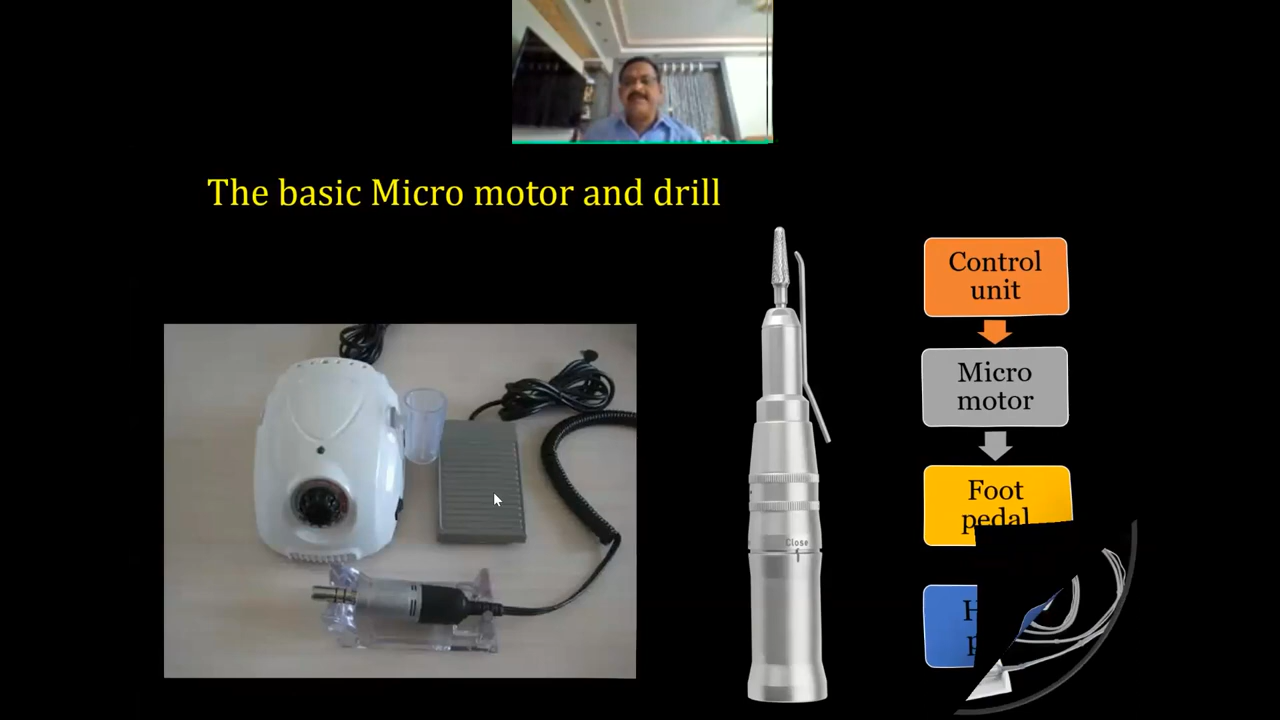 The basic Micro motor and drill
Control
unit
Micro
motor
Foot
pedal
Close